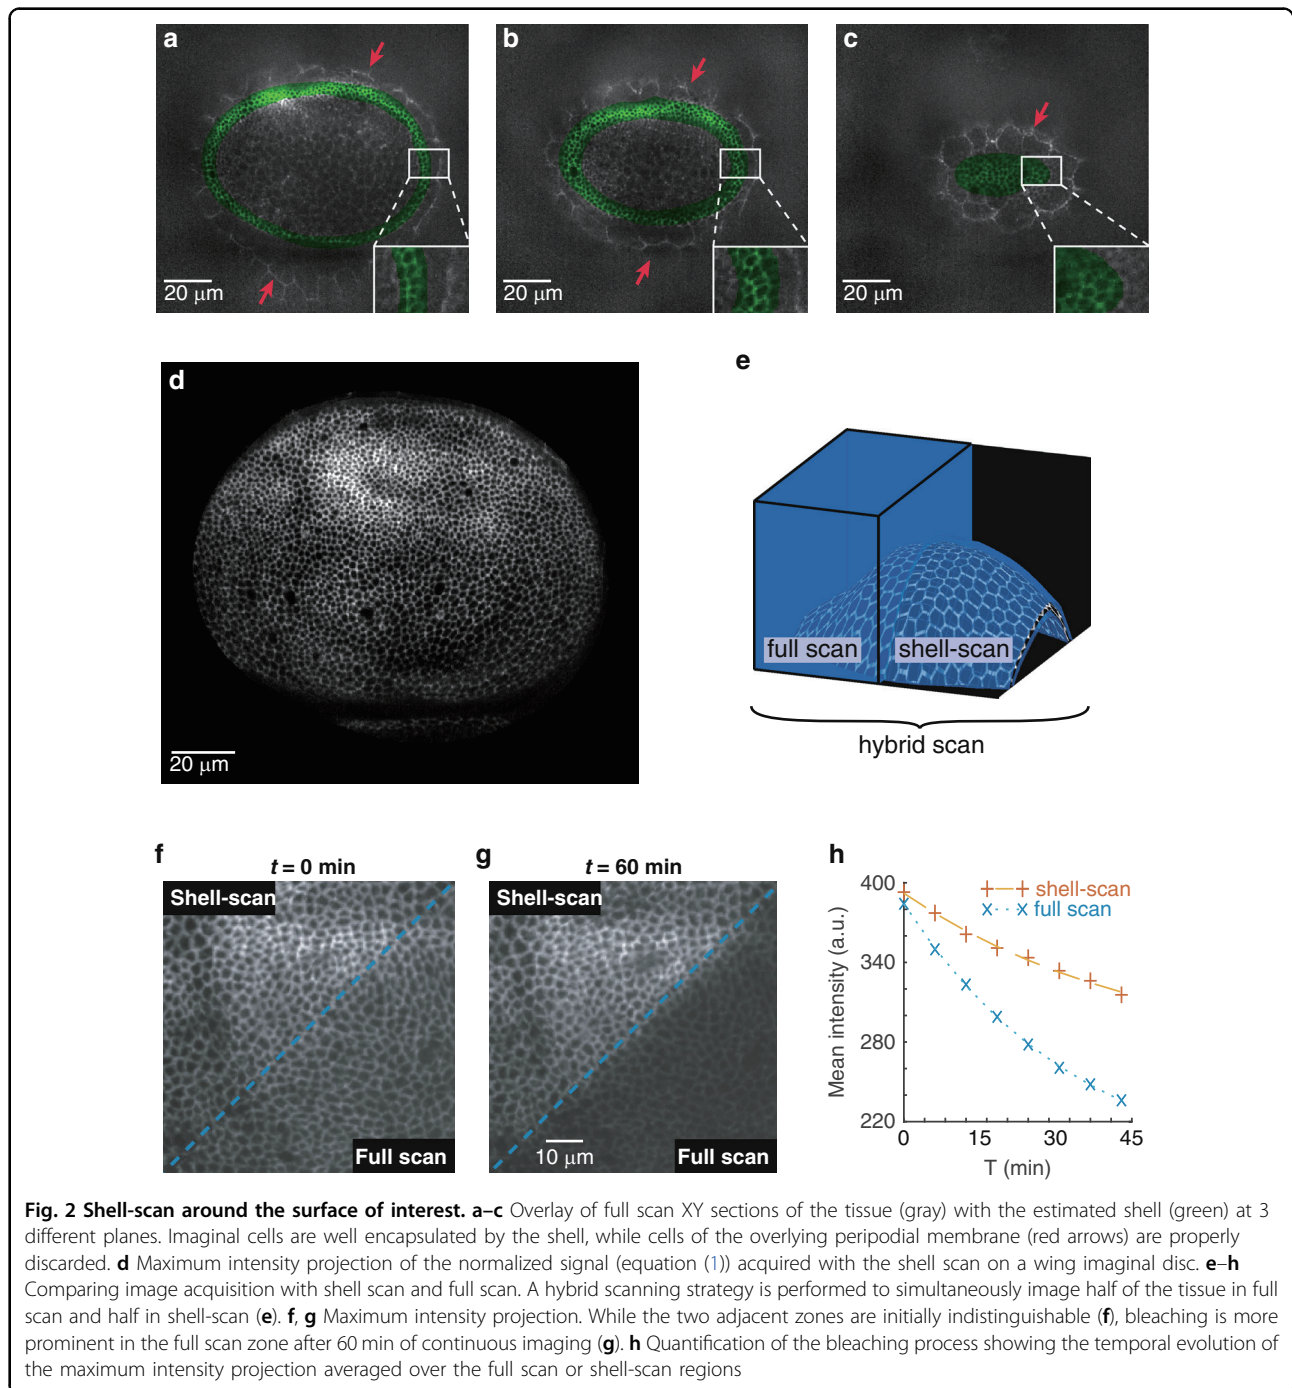 a
b
c
20 μm
20 μm
20 μm
d
e
20 μm
full scan
shell-scan
hybrid scan
f
g
h
t = 0 min
t = 60 min
Shell-scan
Full scan
Shell-scan
10 μm
Full scan
400
340
280
220
Mean intensity (a.u.)
shell-scan
full scan
0 15 30 45
T (min)
Fig. 2 Shell-scan around the surface of interest. a–c Overlay of full scan XY sections of the tissue (gray) with the estimated shell (green) at 3
different planes. Imaginal cells are well encapsulated by the shell, while cells of the overlying peripodial membrane (red arrows) are properly
discarded. d Maximum intensity projection of the normalized signal (equation (1)) acquired with the shell scan on a wing imaginal disc. e–h
Comparing image acquisition with shell scan and full scan. A hybrid scanning strategy is performed to simultaneously image half of the tissue in full
scan and half in shell-scan (e). f, g Maximum intensity projection. While the two adjacent zones are initially indistinguishable (f), bleaching is more
prominent in the full scan zone after 60 min of continuous imaging (g). h Quantification of the bleaching process showing the temporal evolution of
the maximum intensity projection averaged over the full scan or shell-scan regions